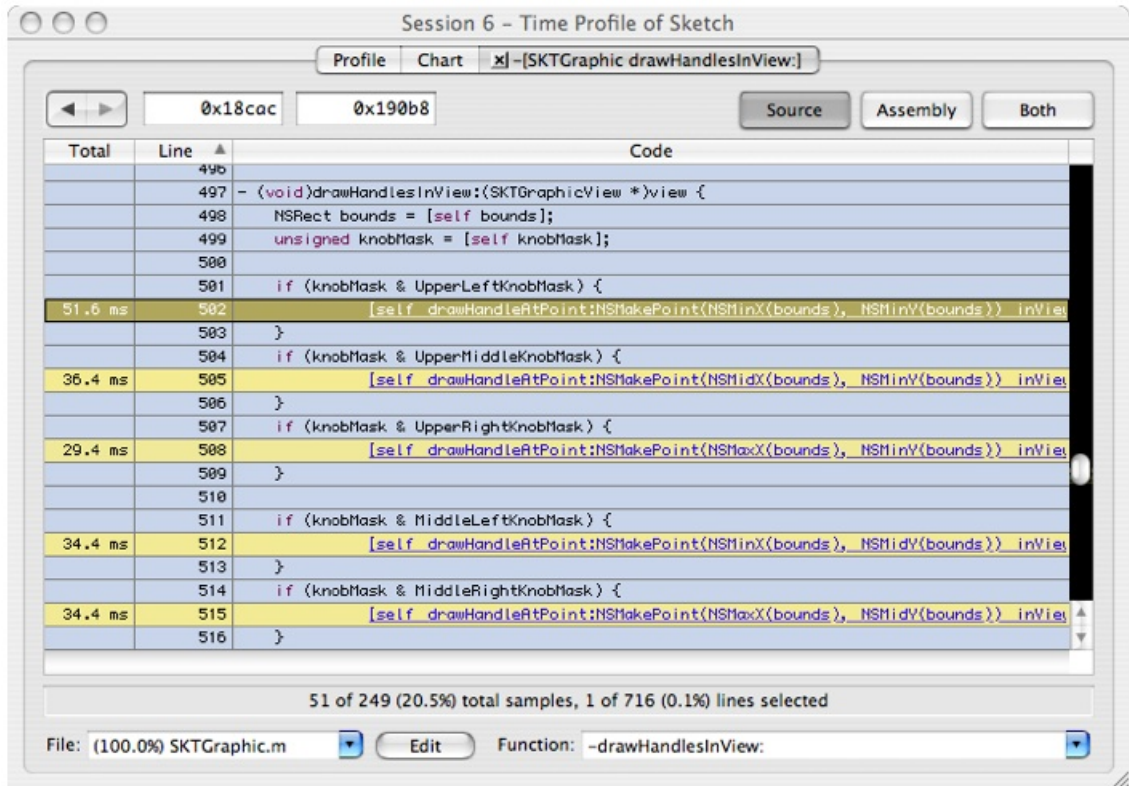 Session 6 – Time Profile of Sketch
Profile Chart x -[SKTGraphic drawHandlesInView:]
0x18cac 0x190b8 Source Assembly Both
Total Line Code
496
497 - (void)drawHandlesInView:(SKTGraphicView *)view {
498 NSRect bounds = [self bounds];
499 unsigned knobMask = [self knobMask];
500
501 if (knobMask & UpperLeftKnobMask) {
51.6 ms 502 [self drawHandleAtPoint:NSMakePoint(NSMinX(bounds), NSMinY(bounds)) inView
503 }
504 if (knobMask & UpperMiddleKnobMask) {
36.4 ms 505 [self drawHandleAtPoint:NSMakePoint(NSMidX(bounds), NSMinY(bounds)) inView
506 }
507 if (knobMask & UpperRightKnobMask) {
29.4 ms 508 [self drawHandleAtPoint:NSMakePoint(NSMaxX(bounds), NSMinY(bounds)) inView
509 }
510
511 if (knobMask & MiddleLeftKnobMask) {
34.4 ms 512 [self drawHandleAtPoint:NSMakePoint(NSMinX(bounds), NSMidY(bounds)) inView
513 }
514 if (knobMask & MiddleRightKnobMask) {
34.4 ms 515 [self drawHandleAtPoint:NSMakePoint(NSMaxX(bounds), NSMidY(bounds)) inView
516 }
51 of 249 (20.5%) total samples, 1 of 716 (0.1%) lines selected
File: (100.0%) SKTGraphic.m Edit Function: -drawHandlesInView: